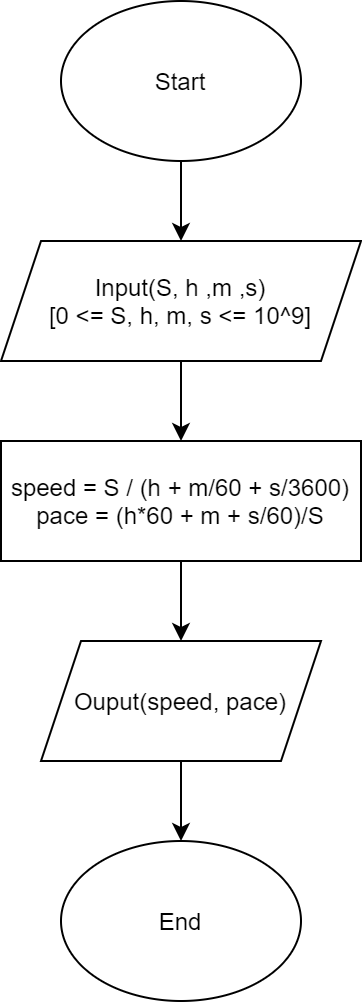 Start
Input(S, h ,m ,s)
[0 <= S, h, m, s <= 10^9]
speed = S / (h + m/60 + s/3600)
pace = (h*60 + m + s/60)/S
Ouput(speed, pace)
End